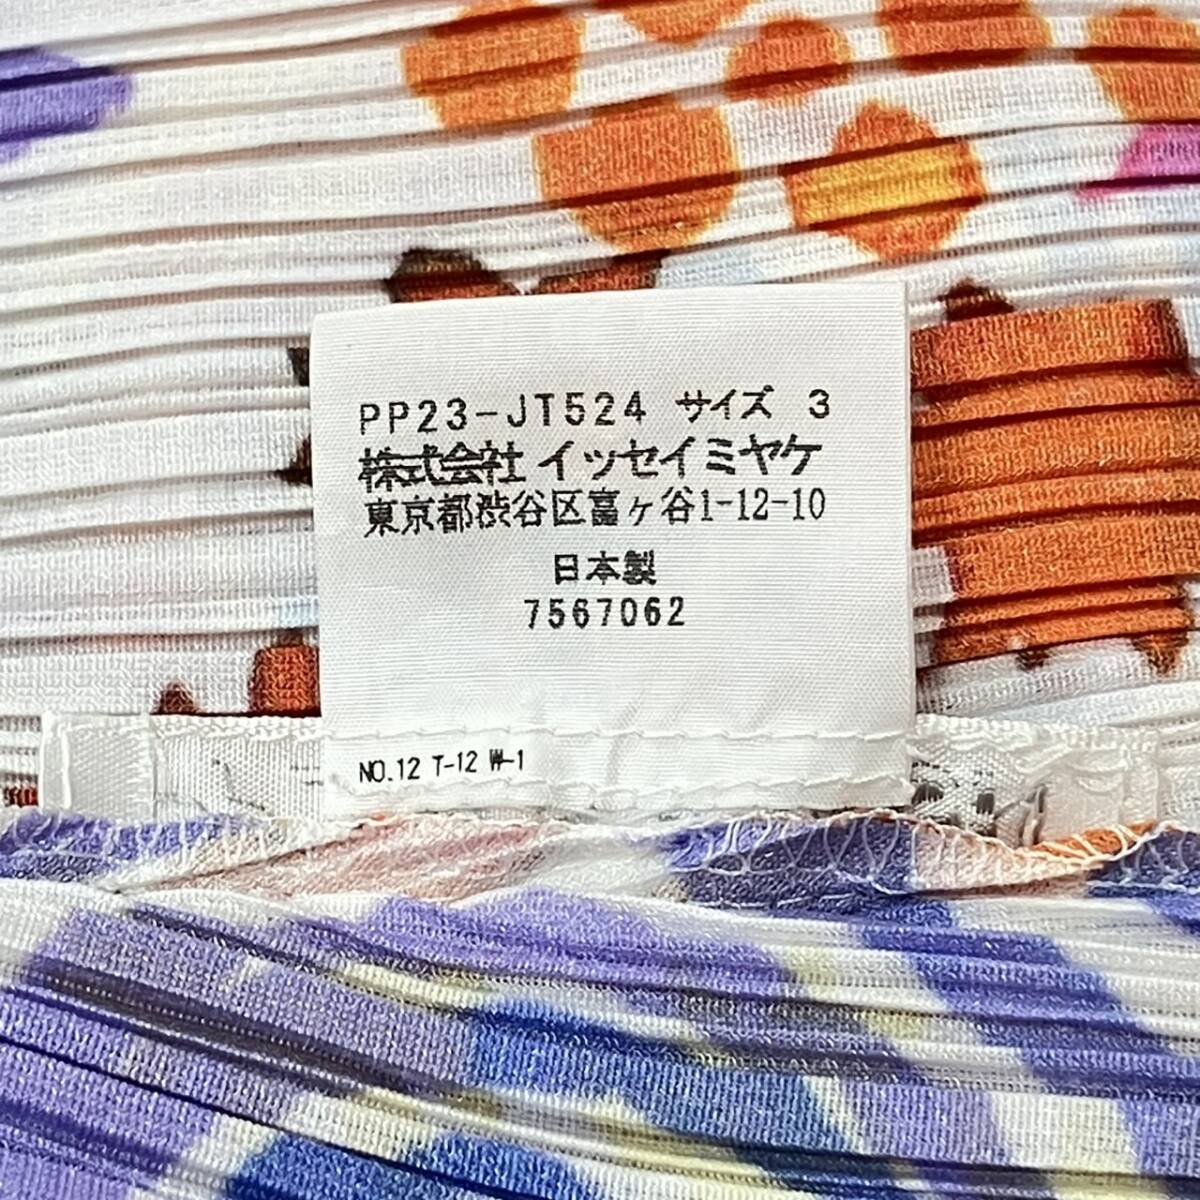 PP23-JT524 サイズ 3
株式会社 イッセイミヤケ
東京都渋谷区富ヶ谷1-12-10
日本製
7567062
NO.12 T-12 W-1